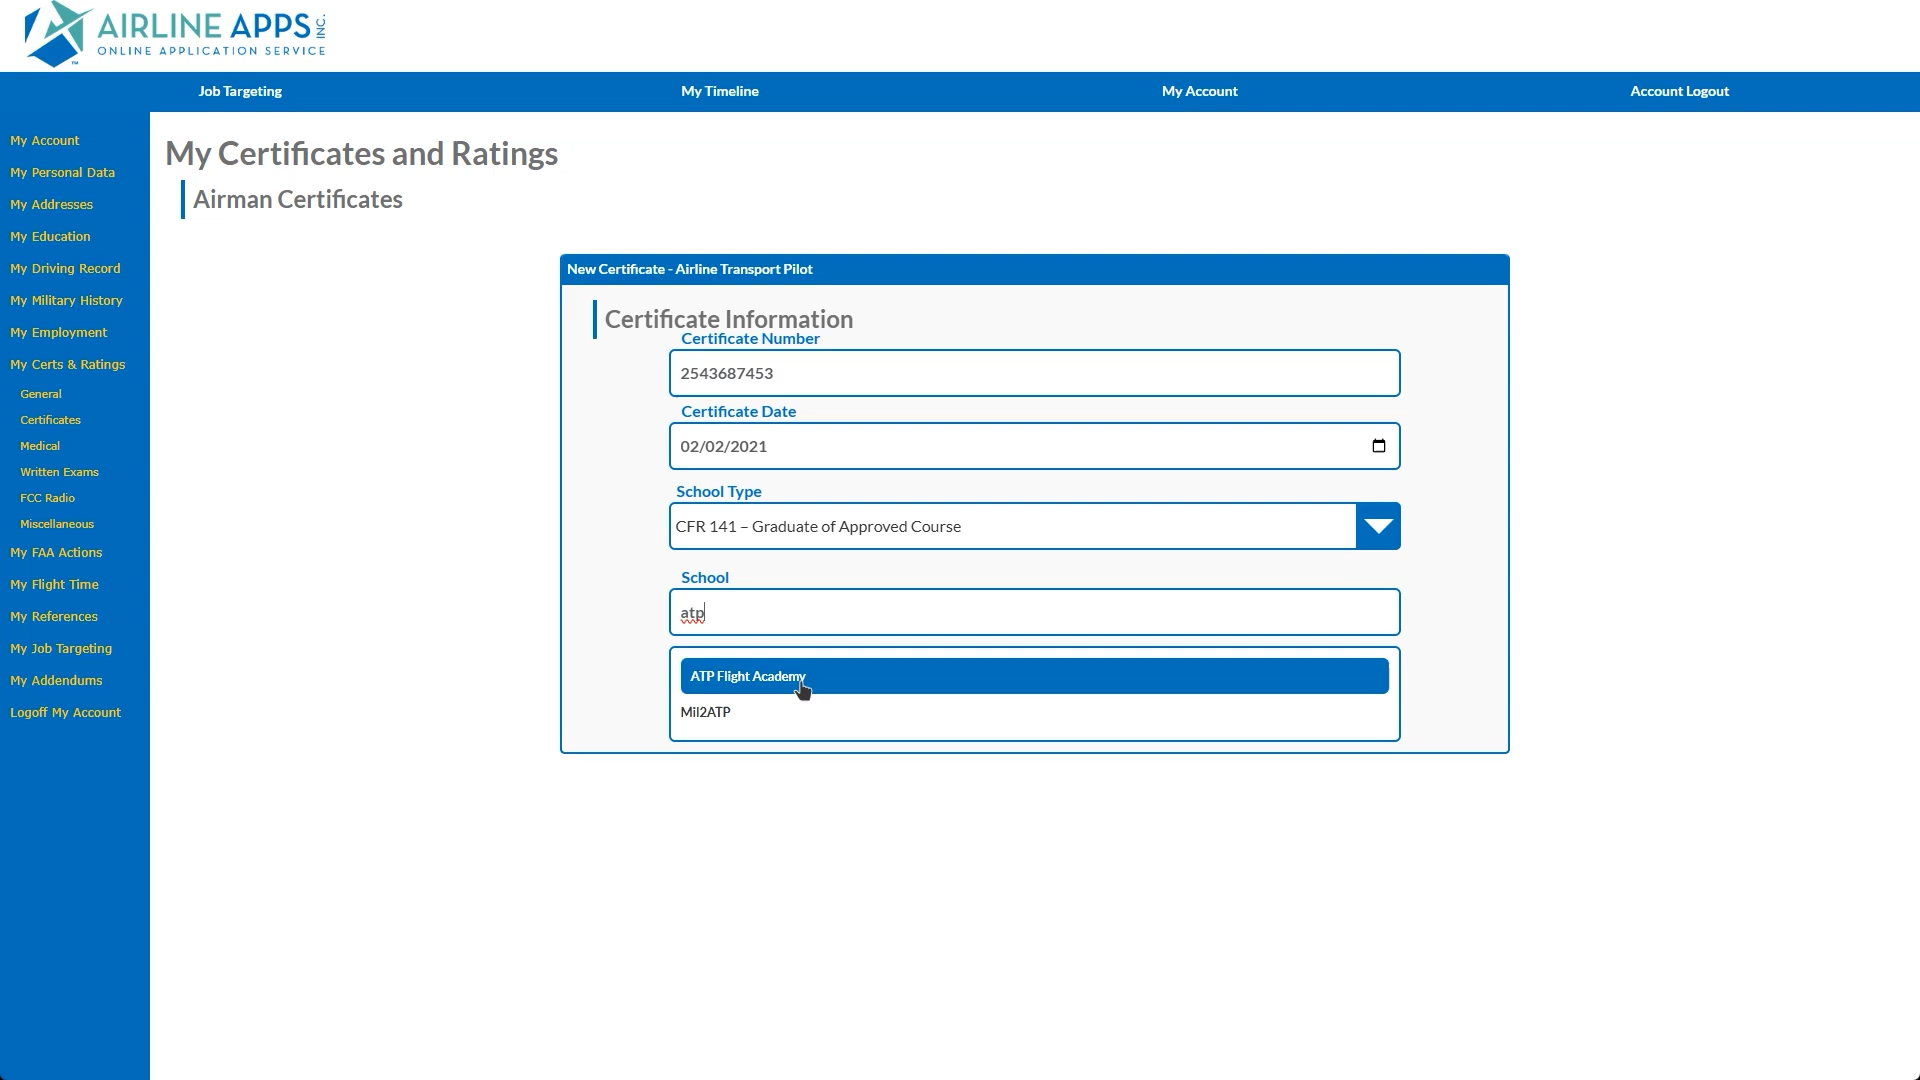 AIRLINE APPS INC.
ONLINE APPLICATION SERVICE
TM
Job Targeting
My Timeline
My Account
Account Logout
My Account
My Personal Data
My Addresses
My Education
My Driving Record
My Military History
My Employment
My Certs & Ratings
General
Certificates
Medical
Written Exams
FCC Radio
Miscellaneous
My FAA Actions
My Flight Time
My References
My Job Targeting
My Addendums
Logoff My Account
My Certificates and Ratings
Airman Certificates
New Certificate - Airline Transport Pilot
Certificate Information
Certificate Number
2543687453
Certificate Date
02/02/2021
School Type
CFR 141 – Graduate of Approved Course
School
atp
ATP Flight Academy
Mil2ATP